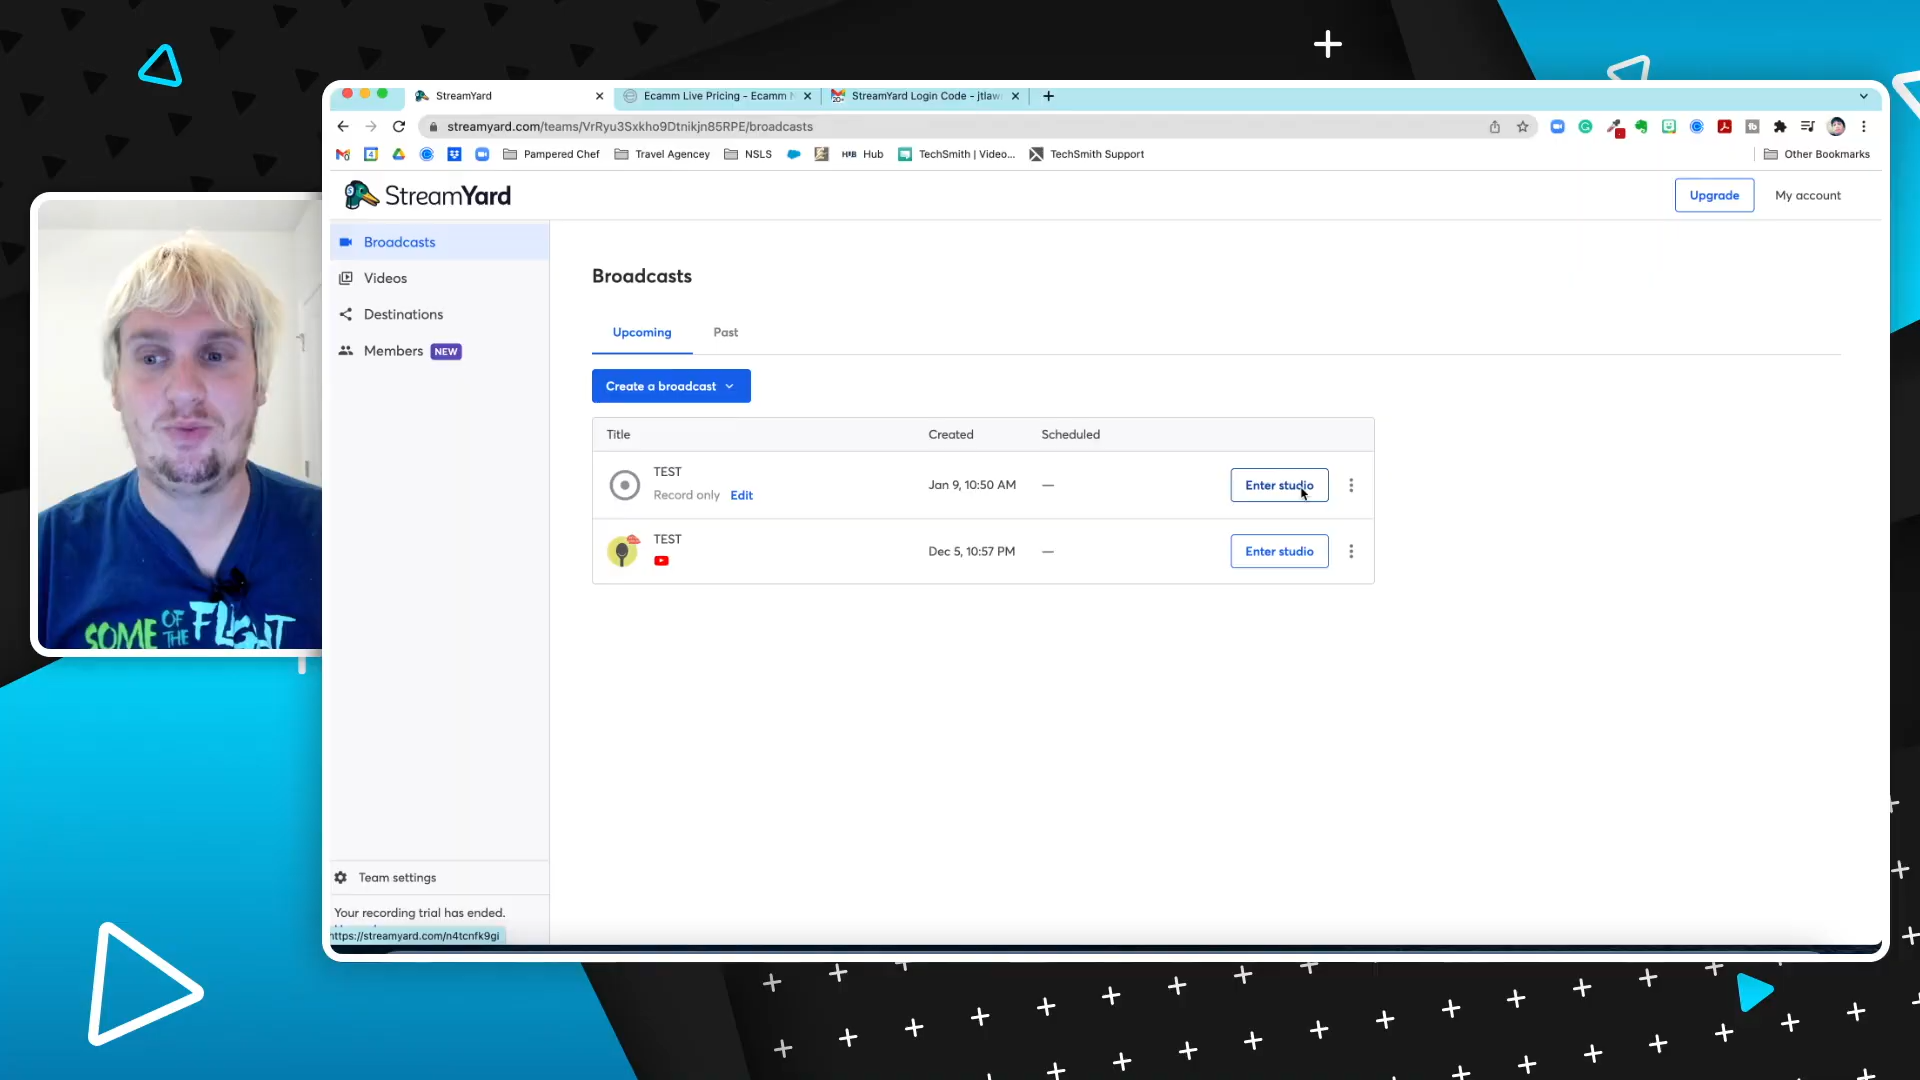 StreamYard
Ecamm Live Pricing - Ecamm
StreamYard Login Code - jtlaw
streamyard.com/teams/VrRyu3Sxkho9Dtnikjn85RPE/broadcasts
Pampered Chef
Travel Agencey
NSLS
HRB Hub
TechSmith | Video...
TechSmith Support
Other Bookmarks
StreamYard
Upgrade
My account
Broadcasts
Videos
Destinations
Members NEW
Broadcasts
Upcoming
Past
Create a broadcast
Title Created Scheduled
TEST
Record only Edit
Jan 9, 10:50 AM — Enter studio
TEST
Dec 5, 10:57 PM — Enter studio
Team settings
Your recording trial has ended.
https://streamyard.com/n4tcnfk9gi
SOME OF THE FLIGHT